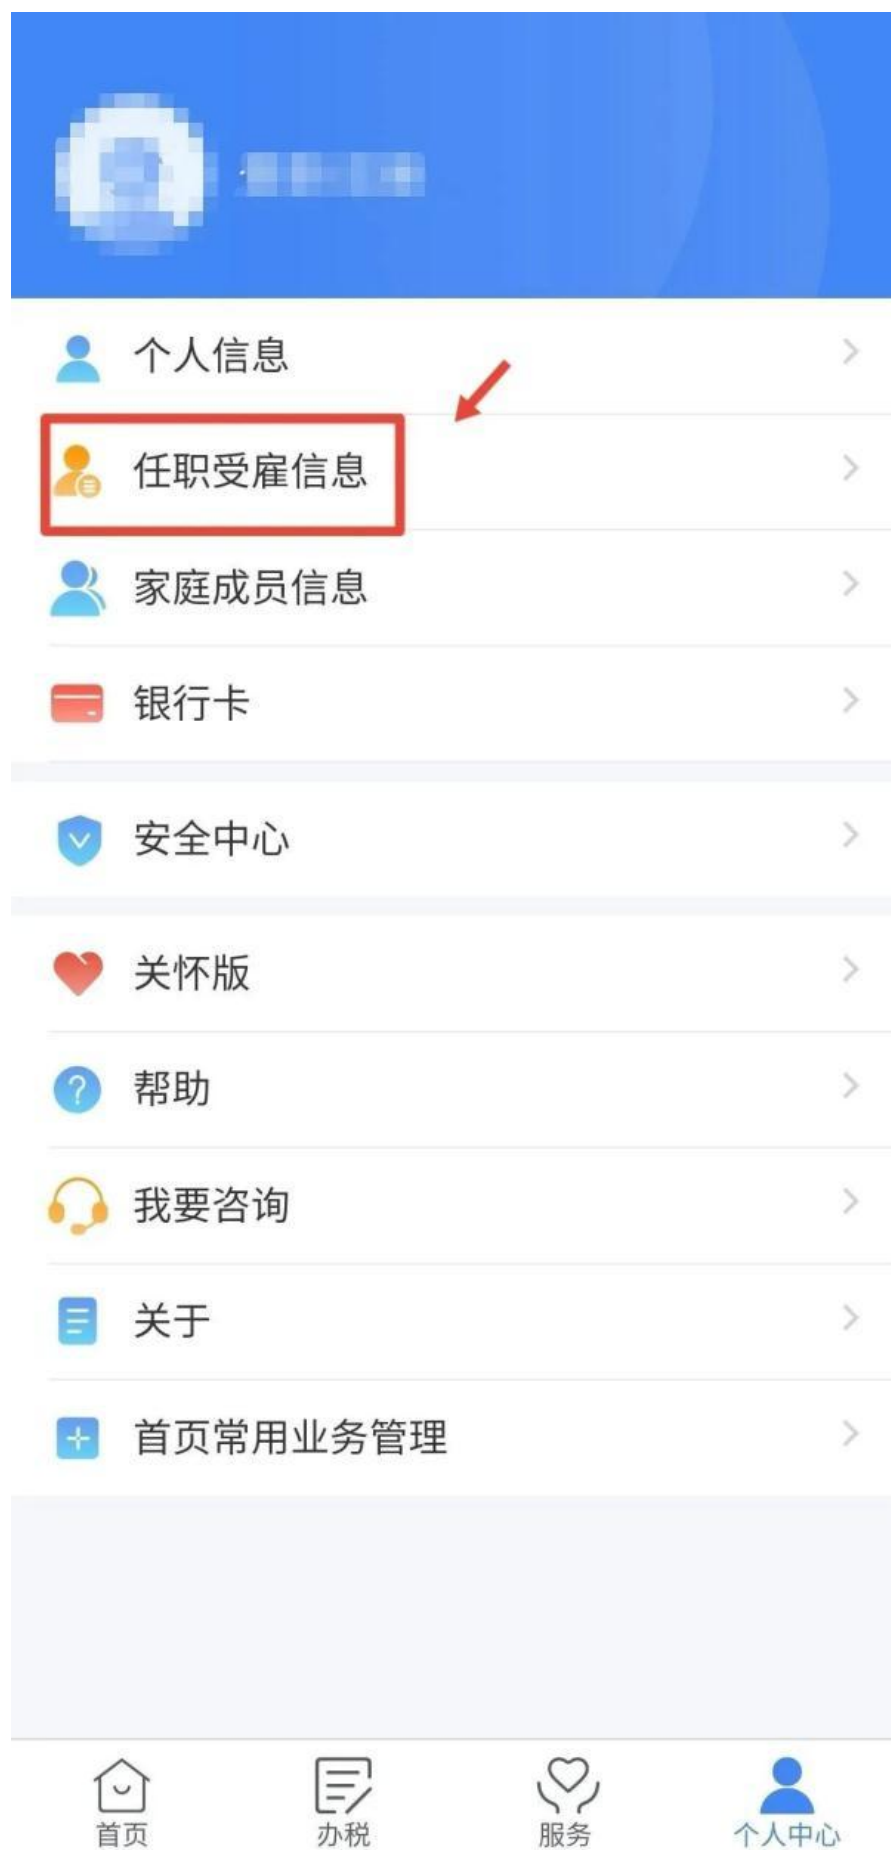 个人信息
任职受雇信息
家庭成员信息
银行卡
安全中心
关怀版
帮助
我要咨询
关于
首页常用业务管理
首页
办税
服务
个人中心